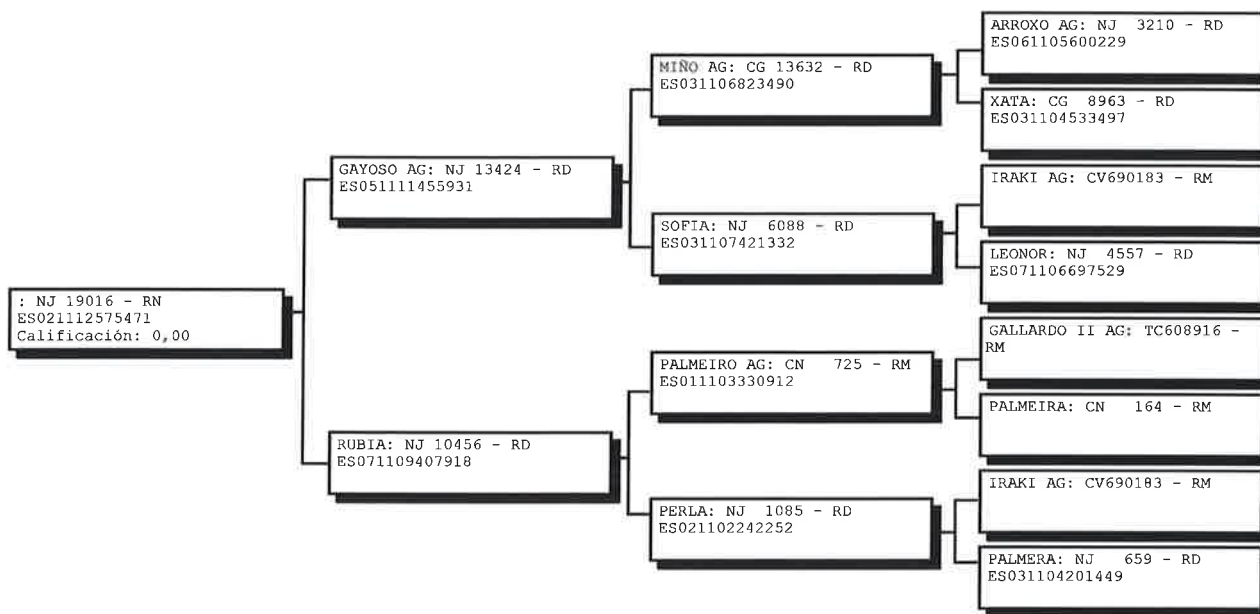 : NJ 19016 - RN
ES021112575471
Calificación: 0,00
GAYOSO AG: NJ 13424 - RD
ES051111455931
RUBIA: NJ 10456 - RD
ES071109407918
MIÑO AG: CG 13632 - RD
ES031106823490
SOFIA: NJ 6088 - RD
ES031107421332
PALMEIRO AG: CN 725 - RM
ES011103330912
PERLA: NJ 1085 - RD
ES021102242252
ARROXO AG: NJ 3210 - RD
ES061105600229
XATA: CG 8963 - RD
ES031104533497
IRAKI AG: CV690183 - RM
LEONOR: NJ 4557 - RD
ES071106697529
GALLARDO II AG: TC608916 -
RM
PALMEIRA: CN 164 - RM
IRAKI AG: CV690183 - RM
PALMERA: NJ 659 - RD
ES031104201449